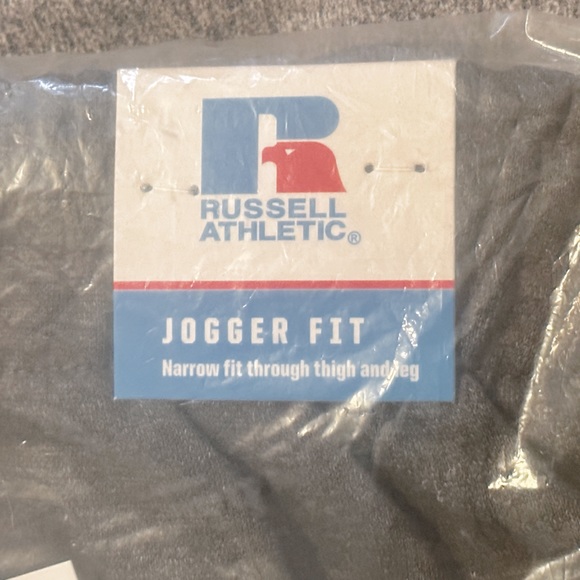 RUSSELL
ATHLETIC®
JOGGER FIT
Narrow fit through thigh and leg